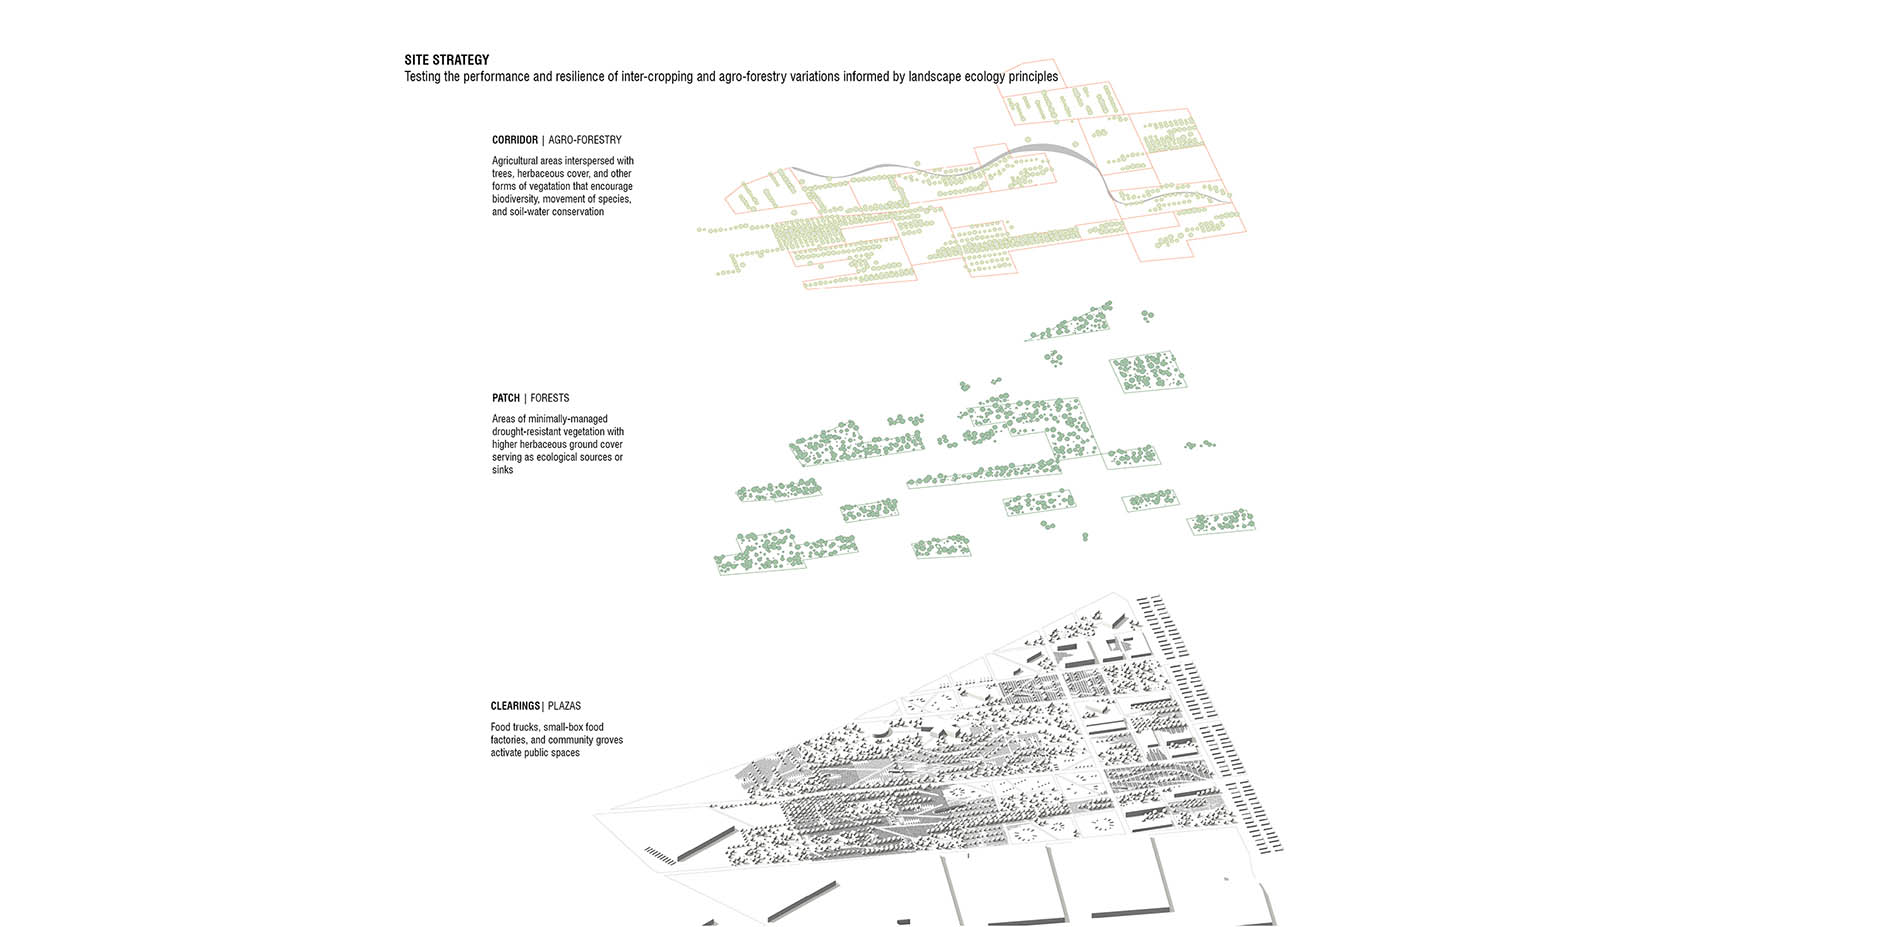 SITE STRATEGY
Testing the performance and resilience of inter-cropping and agro-forestry variations informed by landscape ecology principles
CORRIDOR | AGRO-FORESTRY
Agricultural areas interspersed with
trees, herbaceous cover, and other
forms of vegatation that encourage
biodiversity, movement of species,
and soil-water conservation
PATCH | FORESTS
Areas of minimally-managed
drought-resistant vegetation with
higher herbaceous ground cover
serving as ecological sources or
sinks
CLEARINGS| PLAZAS
Food trucks, small-box food
factories, and community groves
activate public spaces